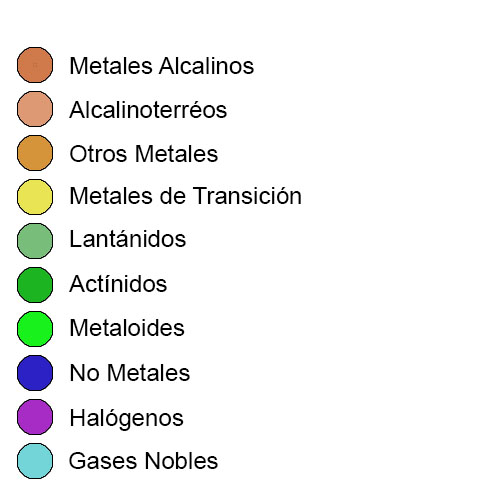 Metales Alcalinos
Alcalinoterréos
Otros Metales
Metales de Transición
Lantánidos
Actínidos
Metaloides
No Metales
Halógenos
Gases Nobles